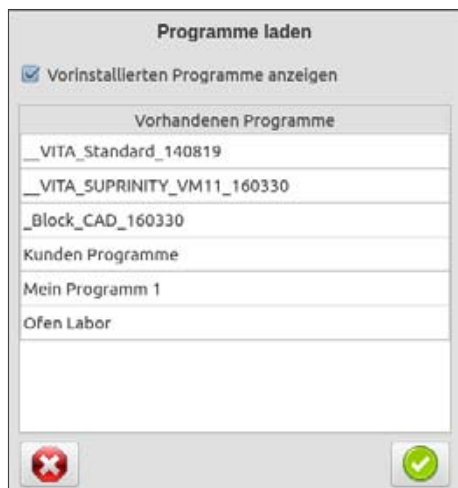 Programme laden
Vorinstallierten Programme anzeigen
Vorhandenen Programme
__VITA_Standard_140819
__VITA_SUPRINITY_VM11_160330
_Block_CAD_160330
Kunden Programme
Mein Programm 1
Ofen Labor